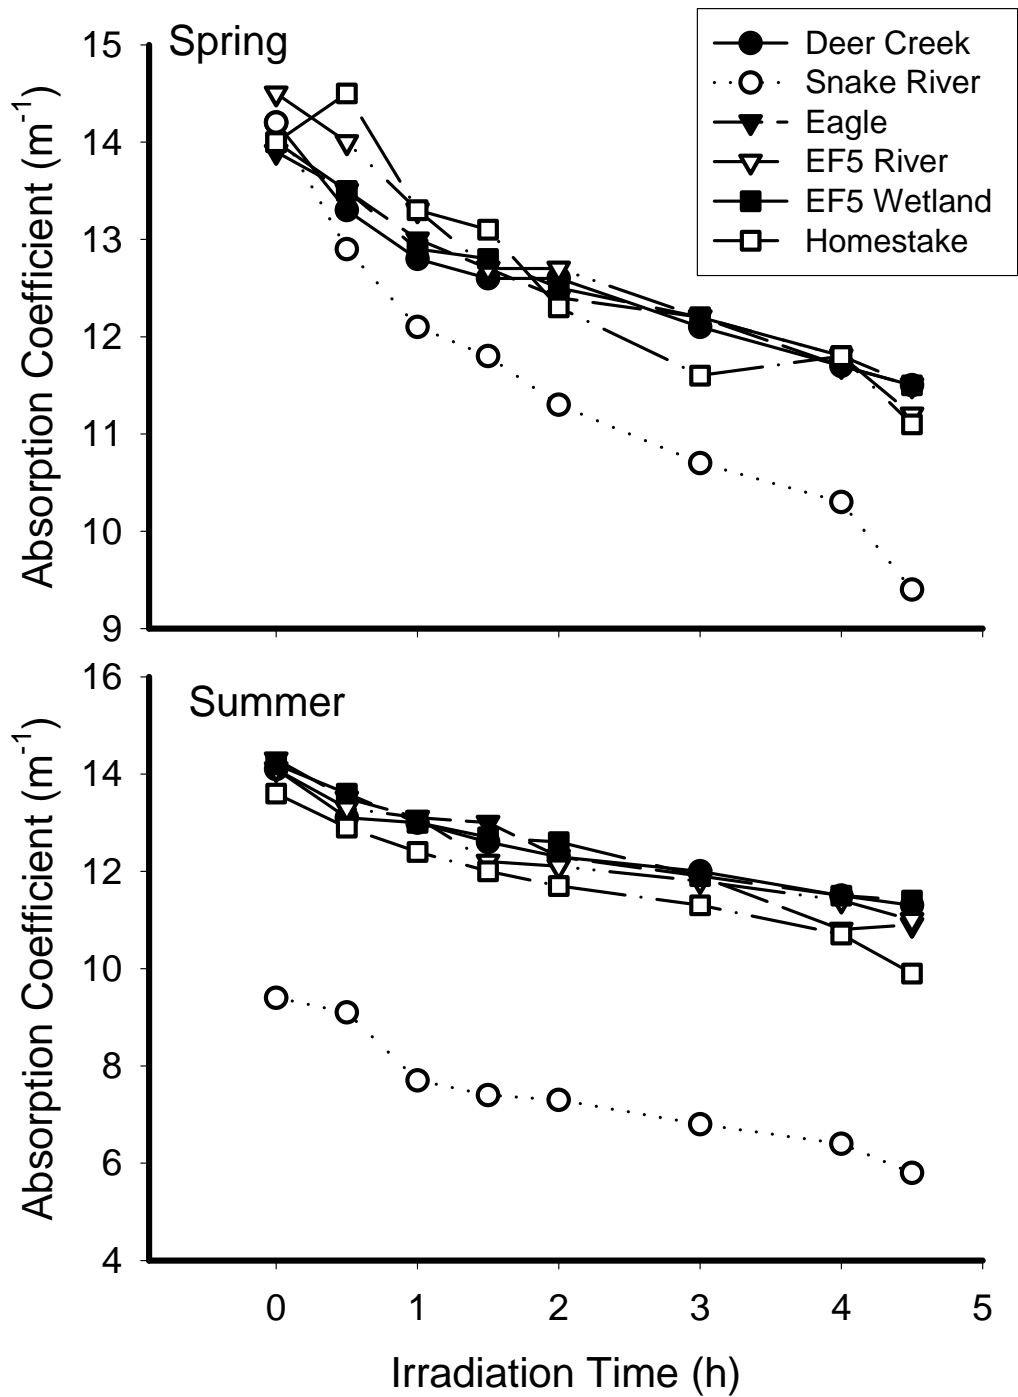 Spring
Deer Creek
Snake River
Eagle
EF5 River
EF5 Wetland
Homestake
Absorption Coefficient (m⁻¹)
15
14
13
12
11
10
9
Summer
Absorption Coefficient (m⁻¹)
16
14
12
10
8
6
4
0 1 2 3 4 5
Irradiation Time (h)